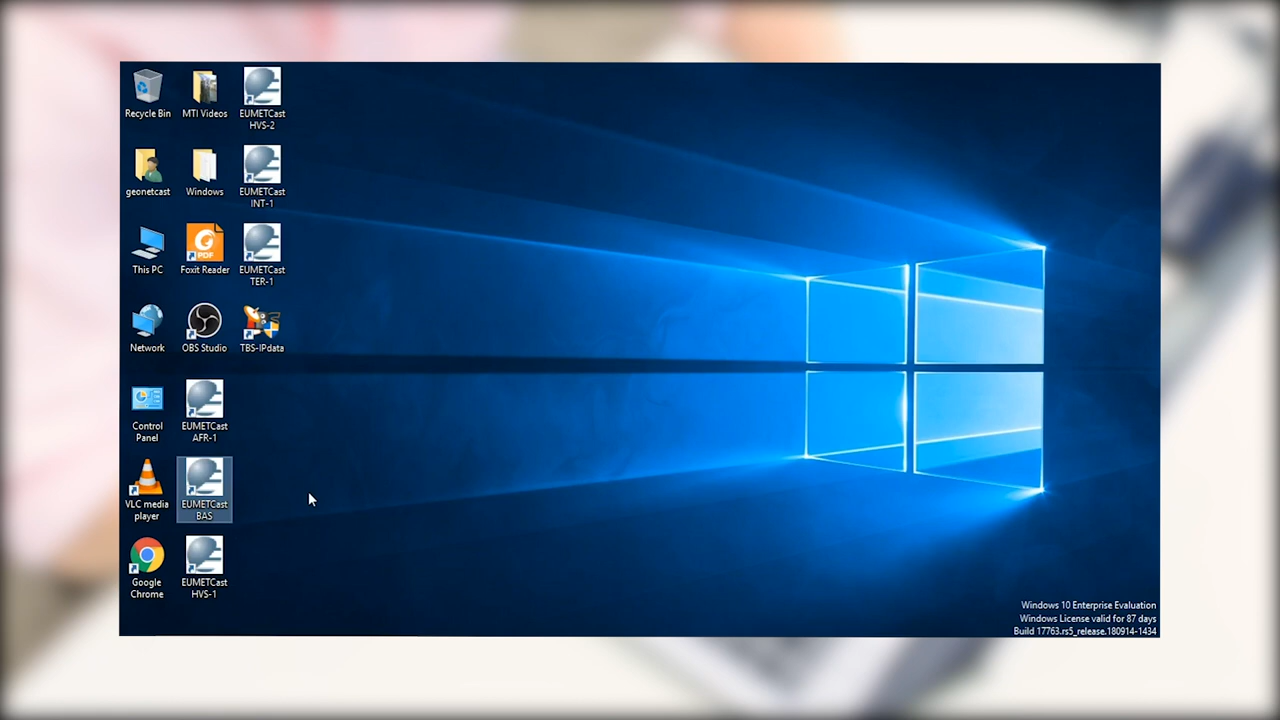 Recycle Bin
MTI Videos
EUMETCast
HVS-2
geonetcast
Windows
EUMETCast
INT-1
This PC
PDF
Foxit Reader
EUMETCast
TER-1
Network
OBS Studio
TBS-IPdata
Control
Panel
EUMETCast
AFR-1
VLC media
player
EUMETCast
BAS
Google
Chrome
EUMETCast
HVS-1
Windows 10 Enterprise Evaluation
Windows License valid for 87 days
Build 17763.rs5_release.180914-1434